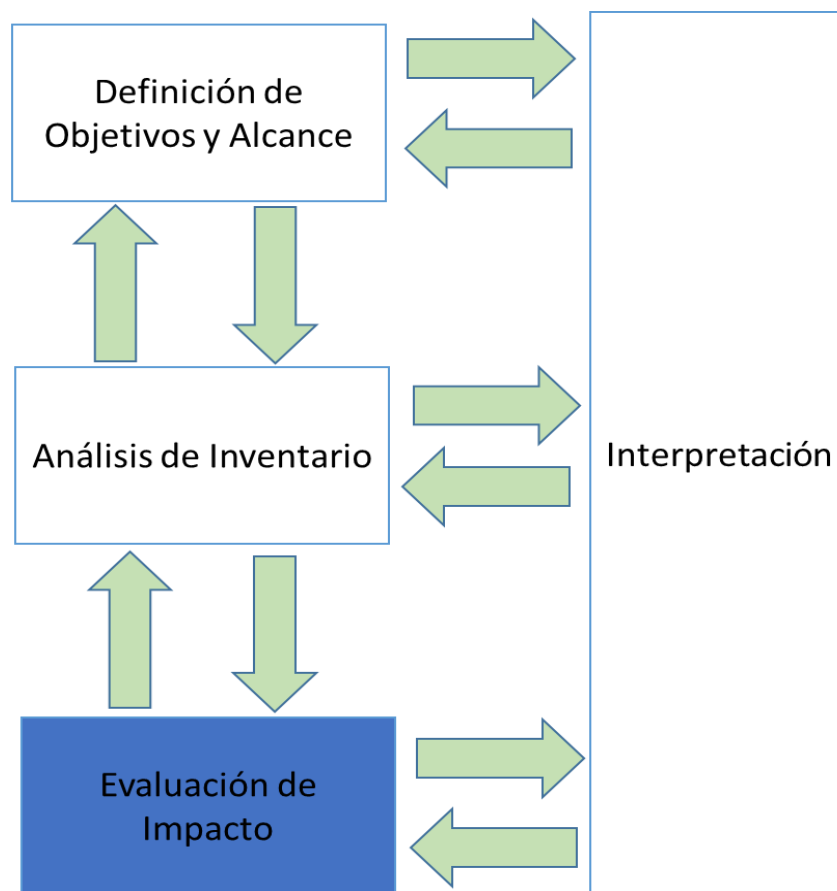 Definición de
Objetivos y Alcance
Análisis de Inventario
Interpretación
Evaluación de
Impacto